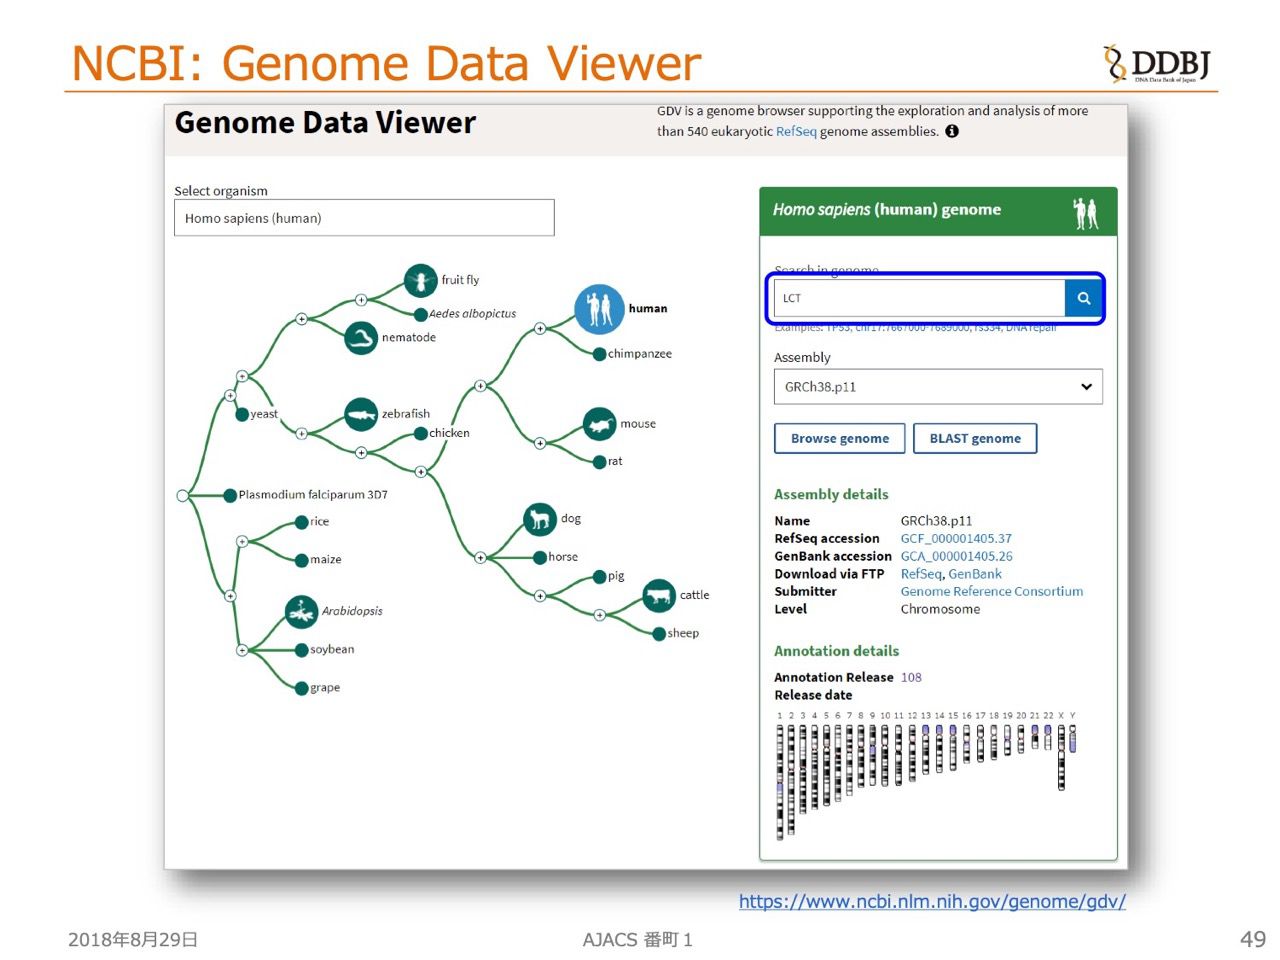 NCBI: Genome Data Viewer
DDBJ
DNA Data Bank of Japan
Genome Data Viewer
GDV is a genome browser supporting the exploration and analysis of more
than 540 eukaryotic RefSeq genome assemblies.
Select organism
Homo sapiens (human)
fruit fly
Aedes albopictus
nematode
human
chimpanzee
yeast
zebrafish
chicken
mouse
rat
Plasmodium falciparum 3D7
rice
maize
dog
horse
pig
cattle
sheep
Arabidopsis
soybean
grape
Homo sapiens (human) genome
Search in genome
LCT
Examples: TP53, chr17:7667000-7689000, rs334, DNA repair
Assembly
GRCh38.p11
Browse genome
BLAST genome
Assembly details
Name GRCh38.p11
RefSeq accession GCF_000001405.37
GenBank accession GCA_000001405.26
Download via FTP RefSeq, GenBank
Submitter Genome Reference Consortium
Level Chromosome
Annotation details
Annotation Release 108
Release date
1 2 3 4 5 6 7 8 9 10 11 12 13 14 15 16 17 18 19 20 21 22 X Y
https://www.ncbi.nlm.nih.gov/genome/gdv/
2018年8月29日
AJACS 番町１
49